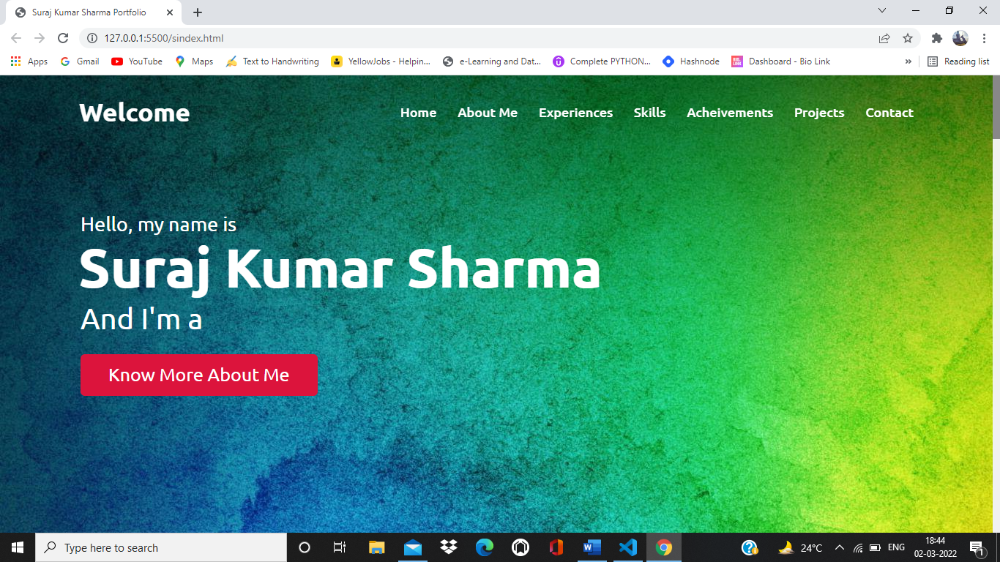 Suraj Kumar Sharma Portfolio
127.0.0.1:5500/sindex.html
Apps Gmail YouTube Maps Text to Handwriting YellowJobs - Helpin... e-Learning and Dat... Complete PYTHON... Hashnode BIO LINK Dashboard - Bio Link » Reading list
Welcome Home About Me Experiences Skills Acheivements Projects Contact
Hello, my name is
Suraj Kumar Sharma
And I'm a
Know More About Me
Type here to search 24°C ENG 18:44
02-03-2022 1